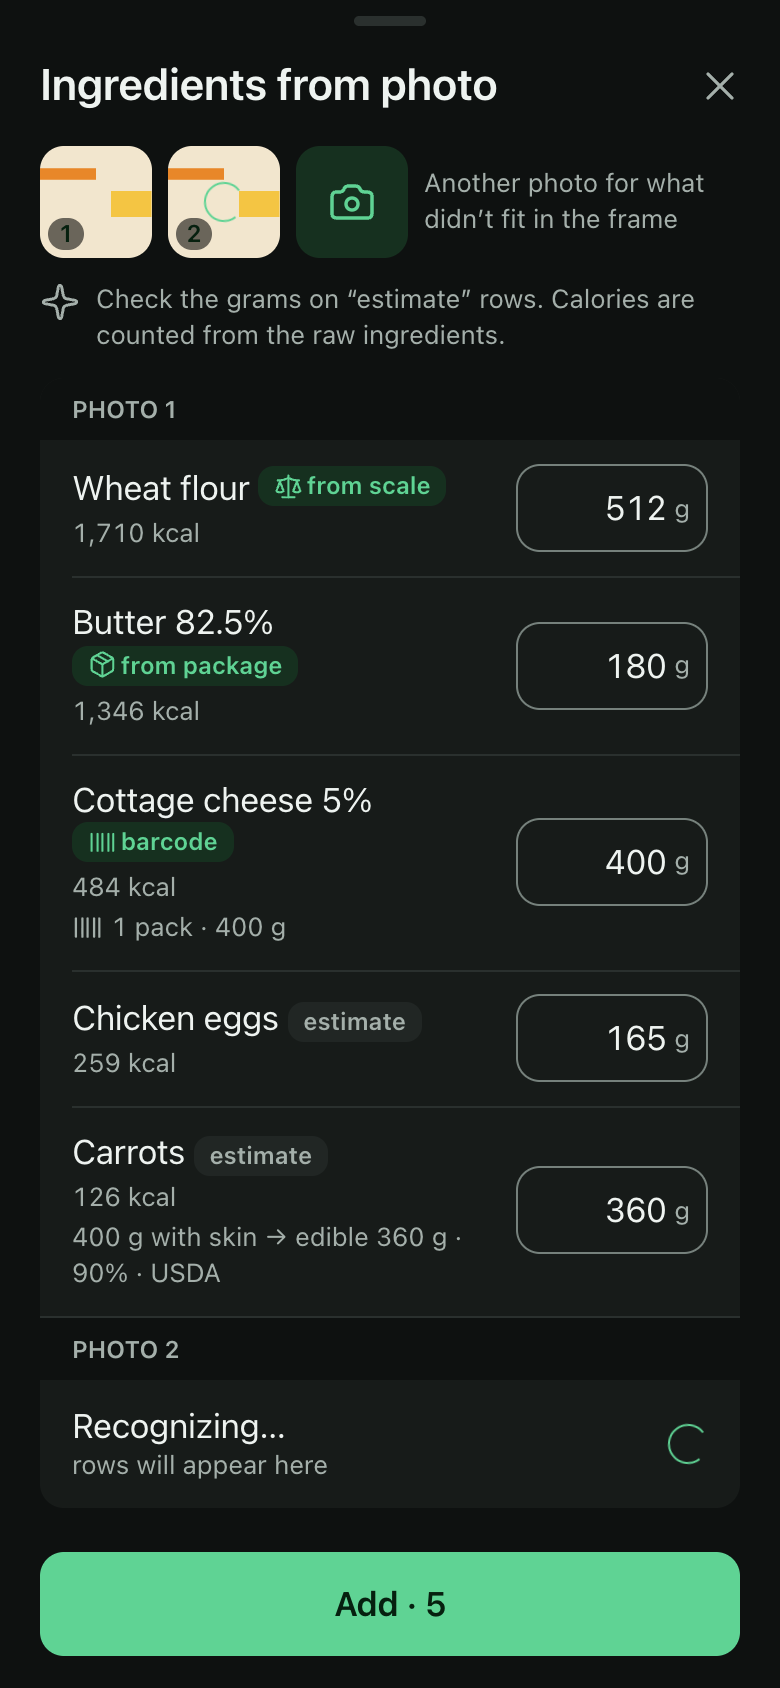 Ingredients from photo
1
2
Another photo for what
didn’t fit in the frame
Check the grams on “estimate” rows. Calories are
counted from the raw ingredients.
PHOTO 1
Wheat flour from scale
512 g
1,710 kcal
Butter 82.5%
from package
180 g
1,346 kcal
Cottage cheese 5%
barcode
400 g
484 kcal
1 pack · 400 g
Chicken eggs estimate
165 g
259 kcal
Carrots estimate
126 kcal
360 g
400 g with skin → edible 360 g ·
90% · USDA
PHOTO 2
Recognizing...
rows will appear here
Add · 5